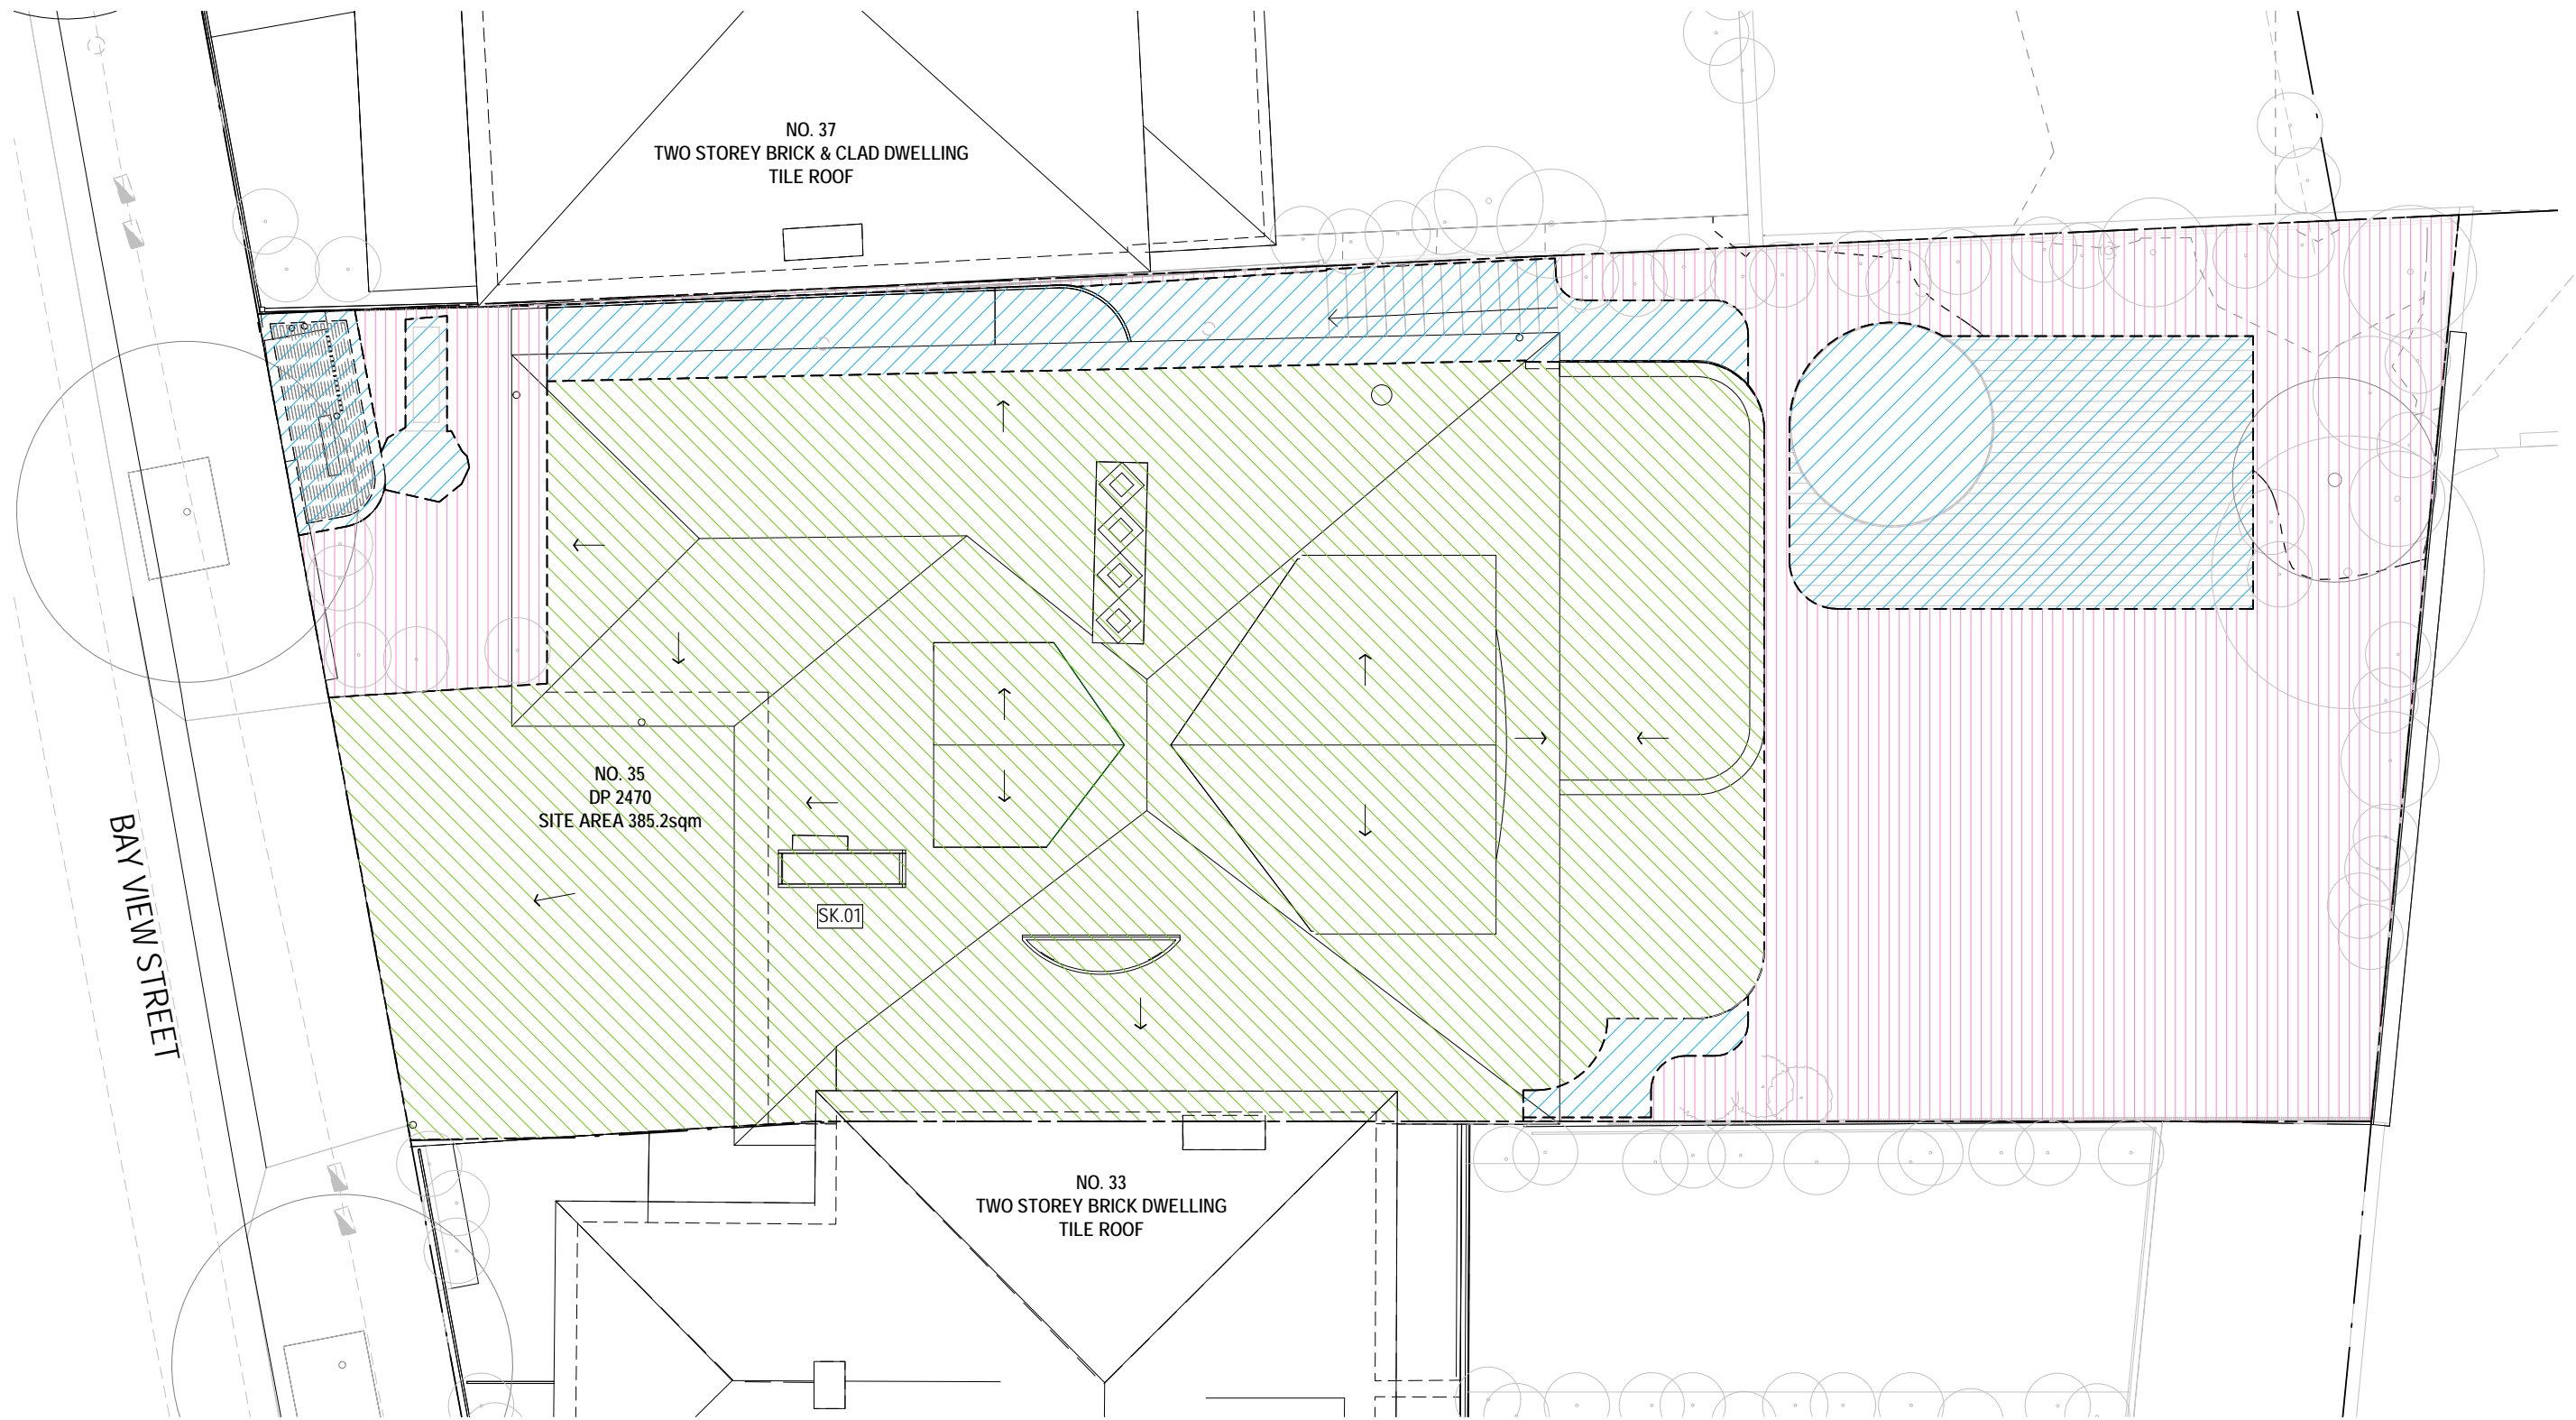 NO. 37
TWO STOREY BRICK & CLAD DWELLING
TILE ROOF
NO. 35
DP 2470
SITE AREA 385.2sqm
SK.01
BAY VIEW STREET
NO. 33
TWO STOREY BRICK DWELLING
TILE ROOF